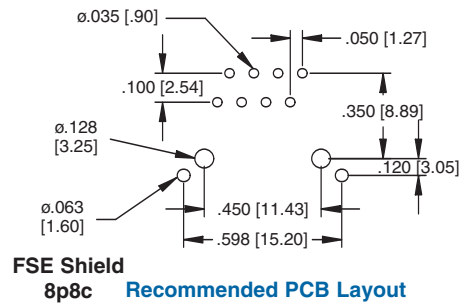 ø.035 [.90]
.050 [1.27]
.100 [2.54]
.350 [8.89]
ø.128
[3.25]
.120 [3.05]
ø.063
[1.60]
.450 [11.43]
.598 [15.20]
FSE Shield
8p8c Recommended PCB Layout